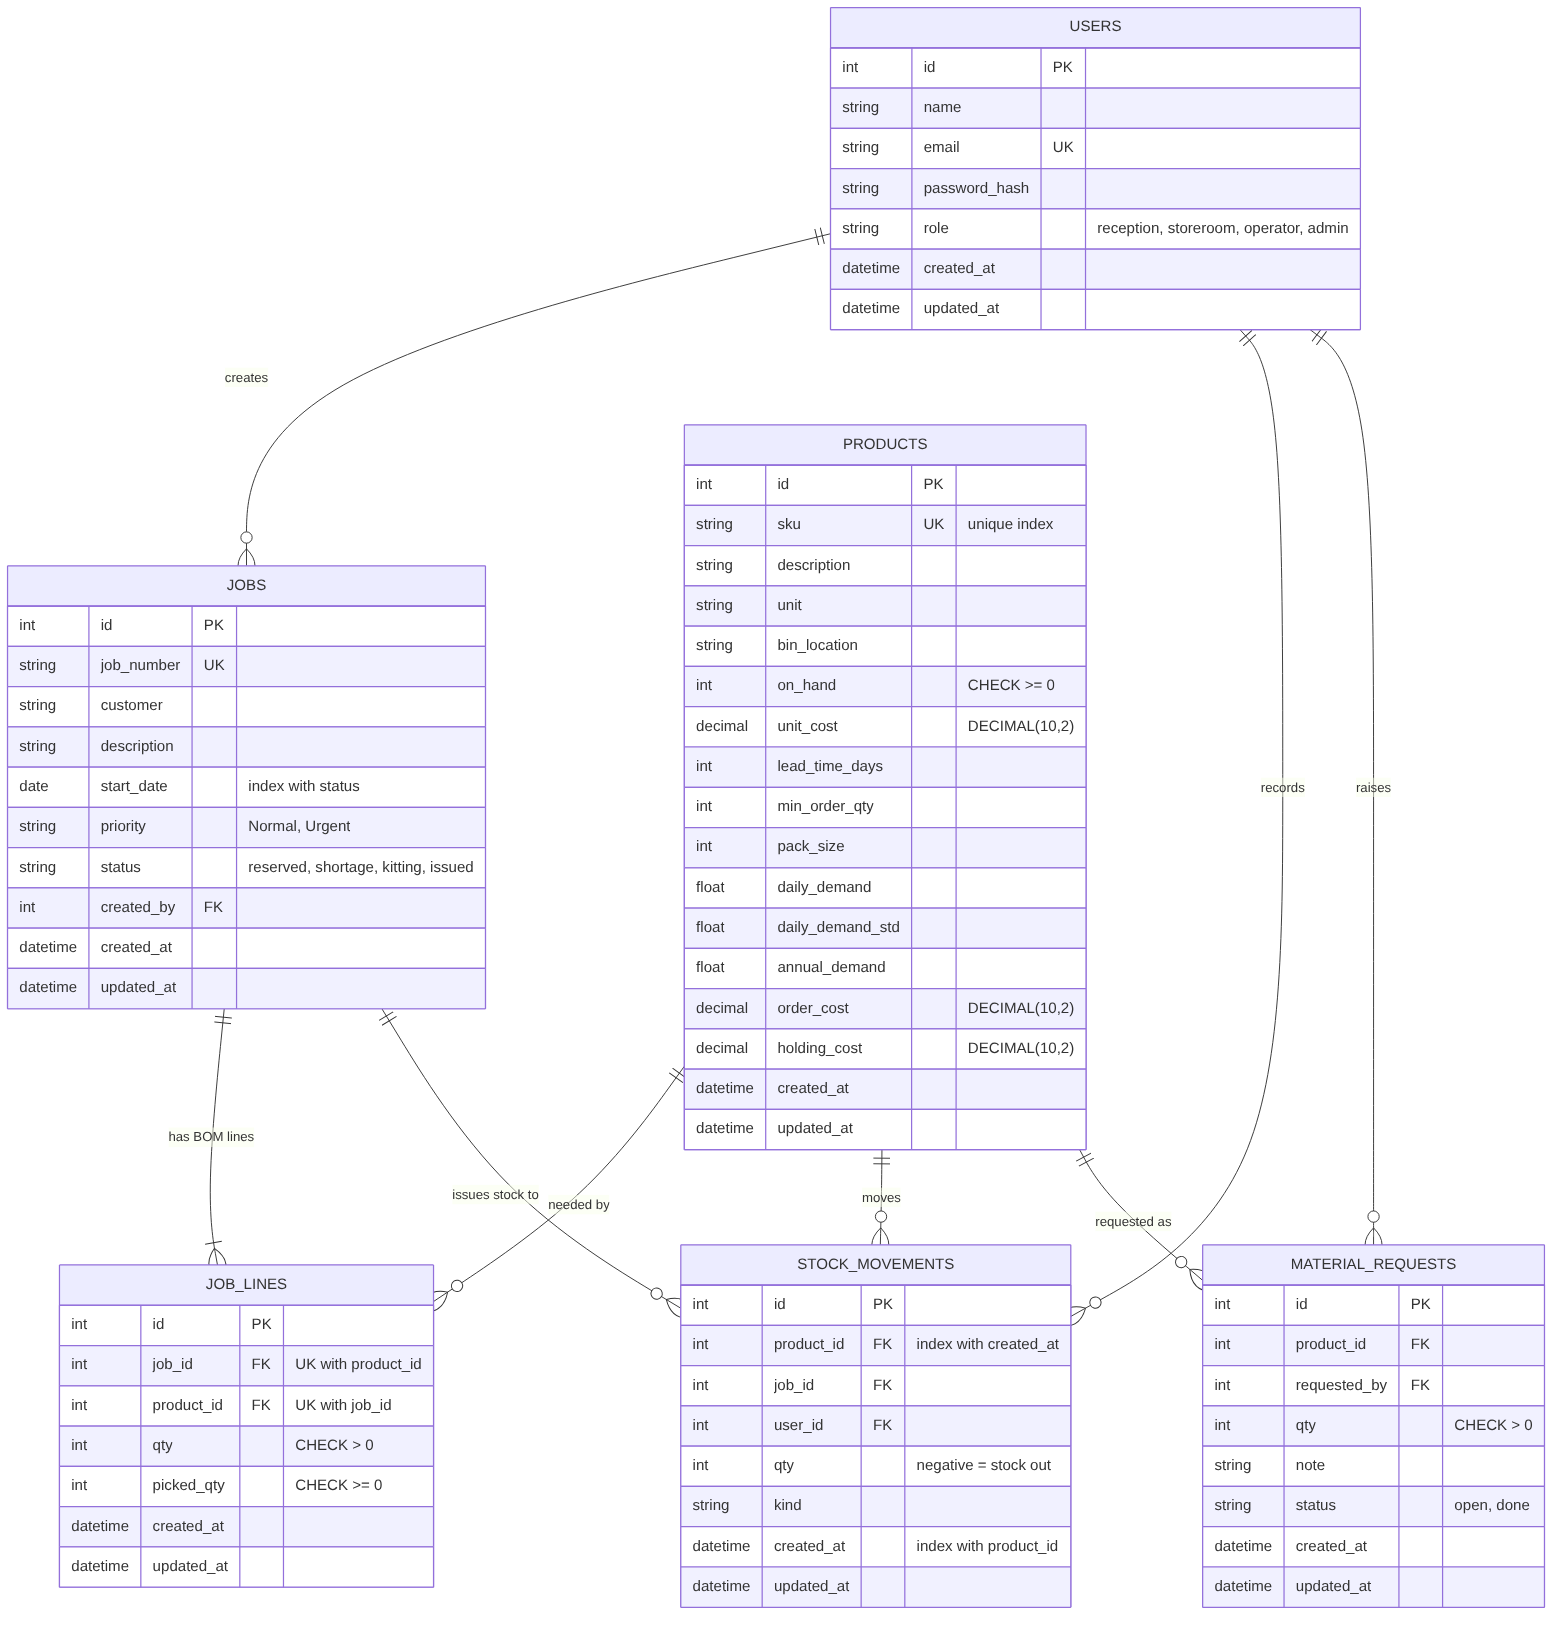 USERS
int id PK
string name
string email UK
string password_hash
string role reception, storeroom, operator, admin
datetime created_at
datetime updated_at
creates
PRODUCTS
int id PK
string sku UK unique index
string description
string unit
string bin_location
int on_hand CHECK >= 0
decimal unit_cost DECIMAL(10,2)
int lead_time_days
int min_order_qty
int pack_size
float daily_demand
float daily_demand_std
float annual_demand
decimal order_cost DECIMAL(10,2)
decimal holding_cost DECIMAL(10,2)
datetime created_at
datetime updated_at
records
raises
JOBS
int id PK
string job_number UK
string customer
string description
date start_date index with status
string priority Normal, Urgent
string status reserved, shortage, kitting, issued
int created_by FK
datetime created_at
datetime updated_at
has BOM lines
issues stock to
needed by
moves
requested as
JOB_LINES
int id PK
int job_id FK UK with product_id
int product_id FK UK with job_id
int qty CHECK > 0
int picked_qty CHECK >= 0
datetime created_at
datetime updated_at
STOCK_MOVEMENTS
int id PK
int product_id FK index with created_at
int job_id FK
int user_id FK
int qty negative = stock out
string kind
datetime created_at index with product_id
datetime updated_at
MATERIAL_REQUESTS
int id PK
int product_id FK
int requested_by FK
int qty CHECK > 0
string note
string status open, done
datetime created_at
datetime updated_at